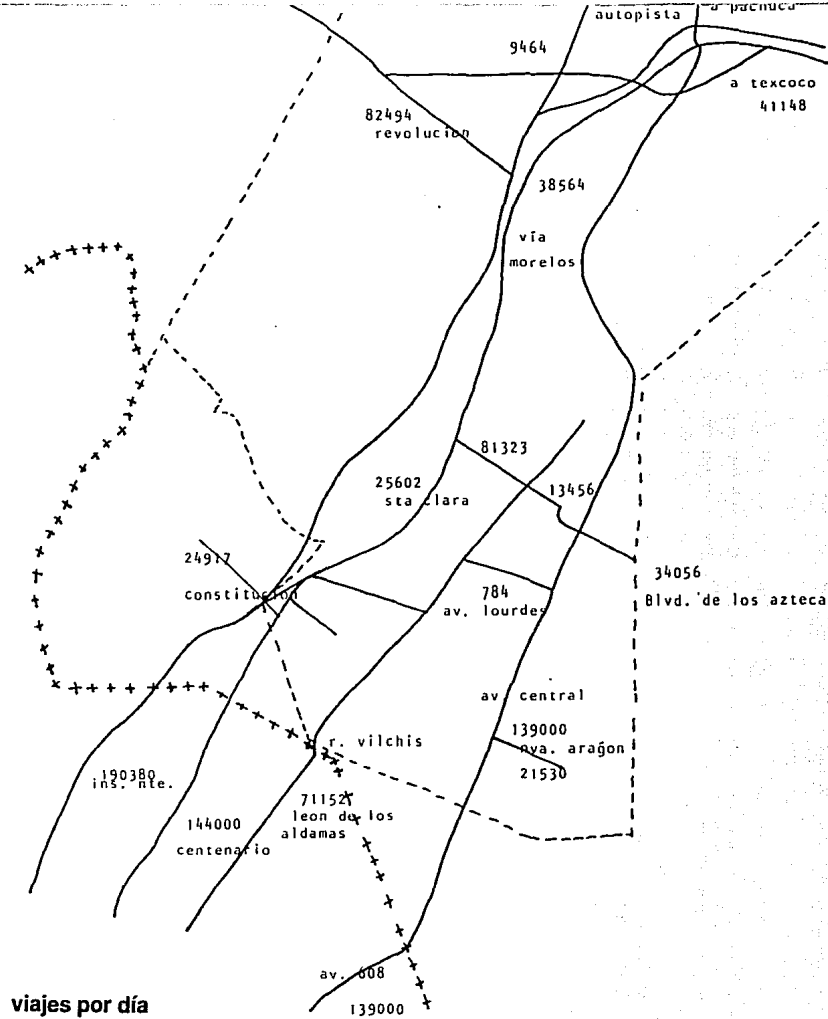 autopista a pachuca
9464
a texcoco
41148
82494
revolucion
38564
vía
morelos
81323
25602
sta clara
13456
24917
constitucion
34056
Blvd. de los azteca
784
av. lourdes
av. central
139000
nva. aragon
21530
r. vilchis
190380
ins. nte.
71152
leon de los
aldamas
144000
centenario
av. 608
139000
viajes por día